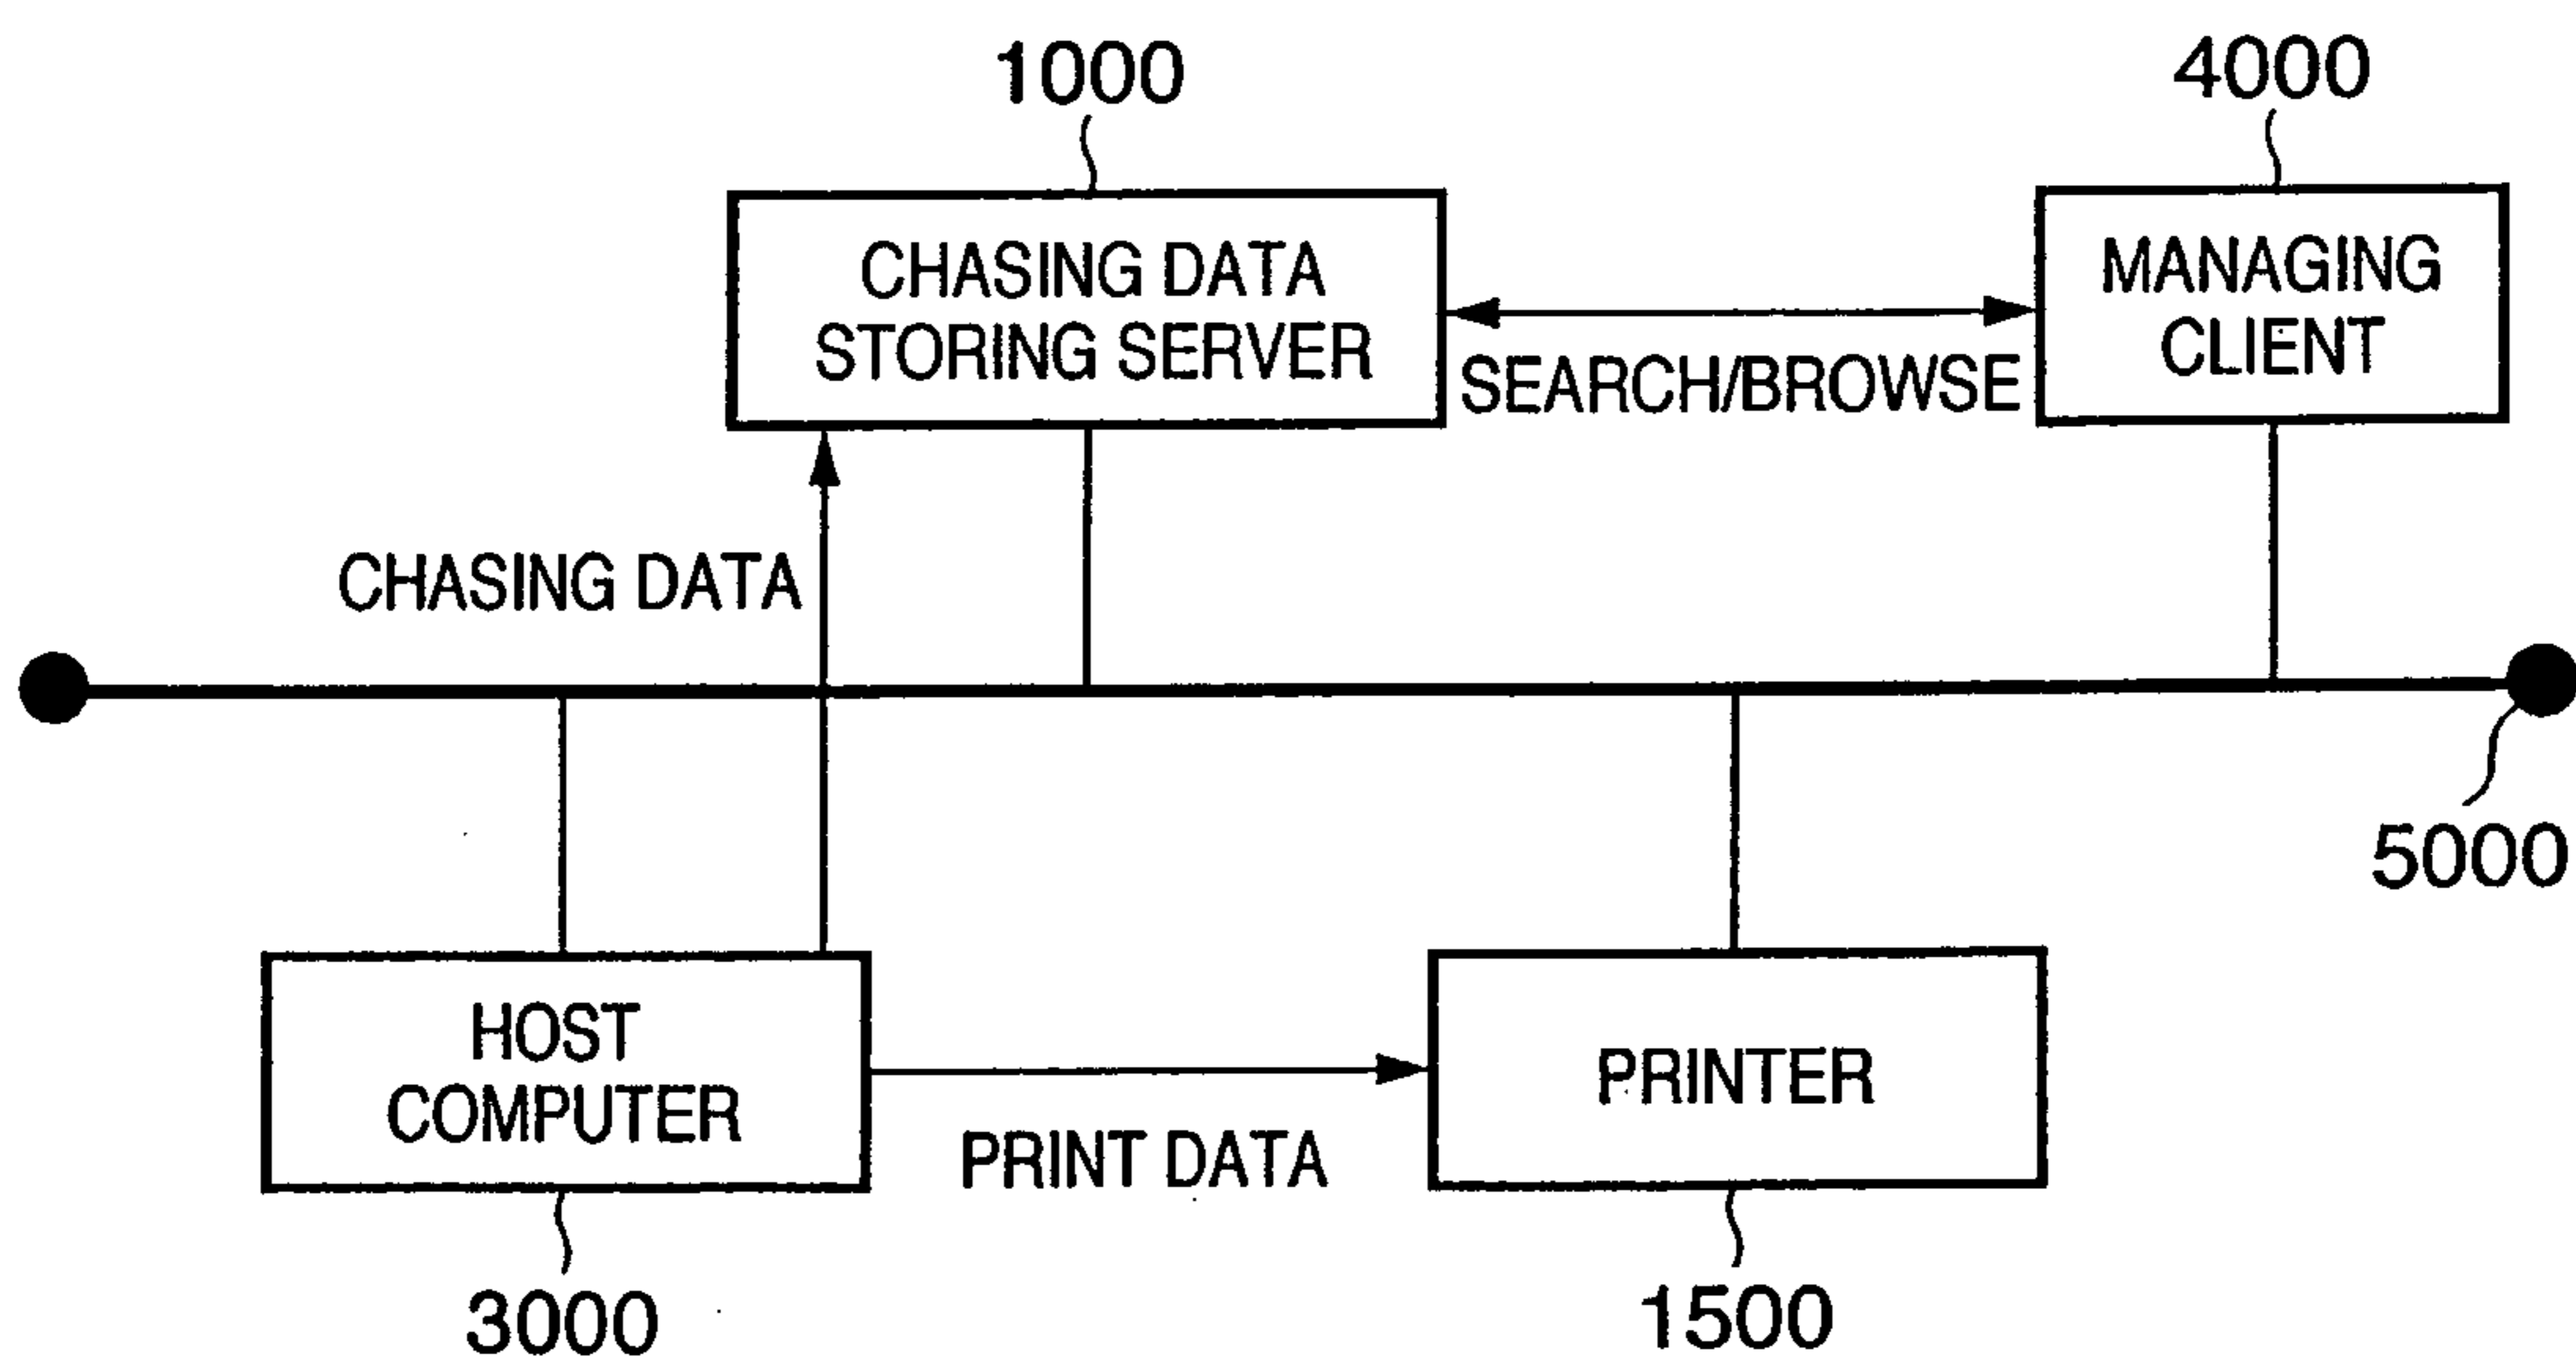 1000
4000
CHASING DATA
STORING SERVER
MANAGING
CLIENT
SEARCH/BROWSE
CHASING DATA
5000
HOST
COMPUTER
PRINTER
PRINT DATA
3000
1500